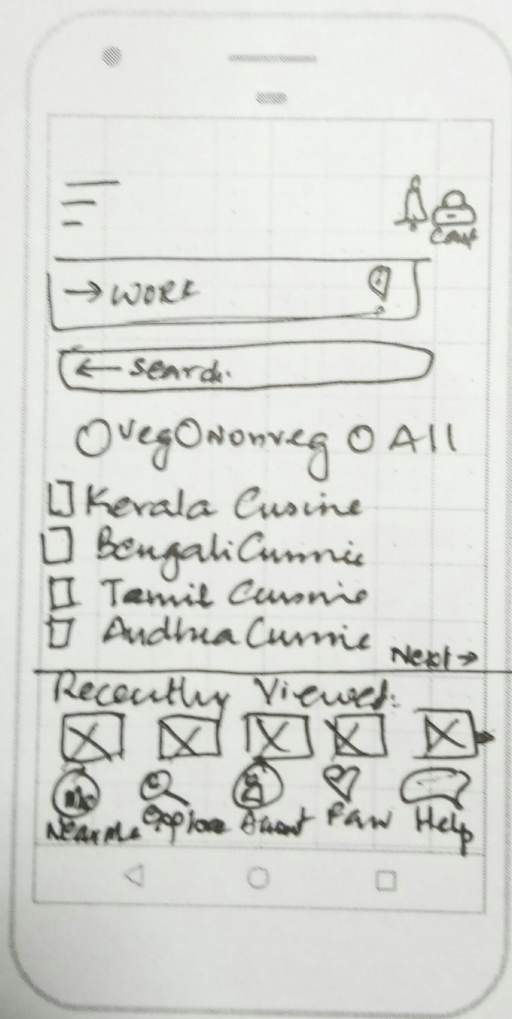 Cart
→ WORK
← Search.
Veg Nonveg All
Kerala Cusine
Bengali Cusine
Tamil Cusine
Andhra Cusine
Next →
Recently Viewed:
Near Me Explore Fav Help